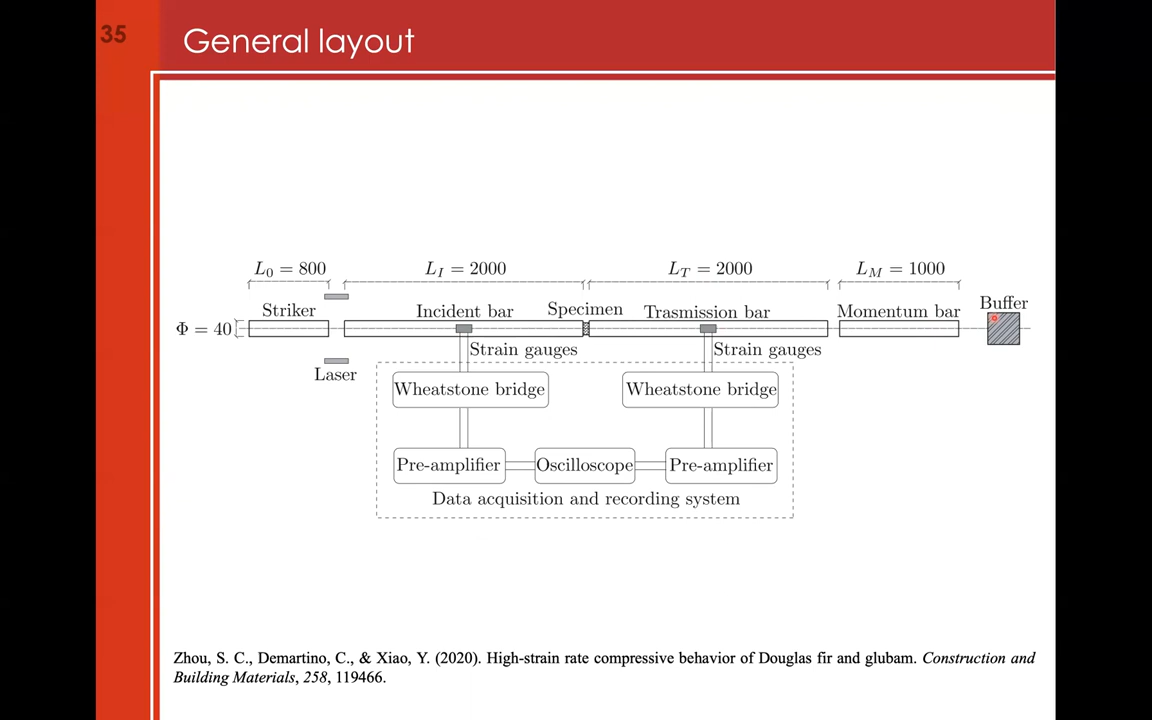 35
General layout
L₀ = 800
L_I = 2000
L_T = 2000
L_M = 1000
Striker
Incident bar
Specimen
Trasmission bar
Momentum bar
Buffer
Φ = 40
Strain gauges
Strain gauges
Laser
Wheatstone bridge
Wheatstone bridge
Pre-amplifier
Oscilloscope
Pre-amplifier
Data acquisition and recording system
Zhou, S. C., Demartino, C., & Xiao, Y. (2020). High-strain rate compressive behavior of Douglas fir and glubam. Construction and
Building Materials, 258, 119466.